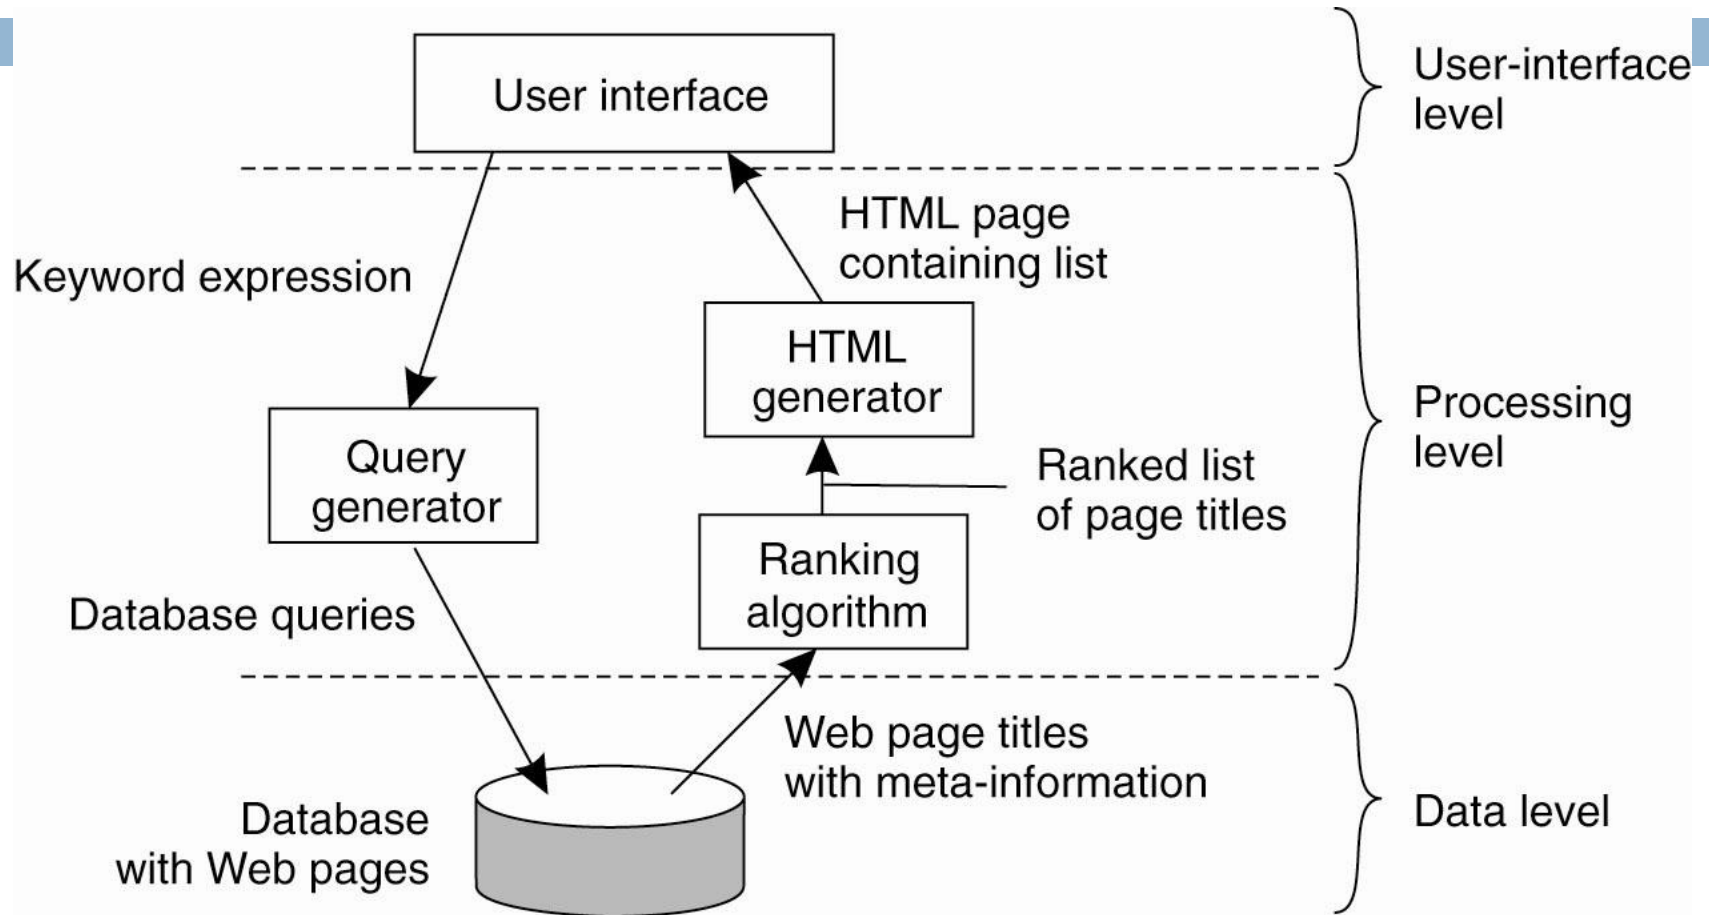 User interface
User-interface
level
HTML page
containing list
Keyword expression
HTML
generator
Processing
level
Query
generator
Ranked list
of page titles
Ranking
algorithm
Database queries
Web page titles
with meta-information
Database
with Web pages
Data level